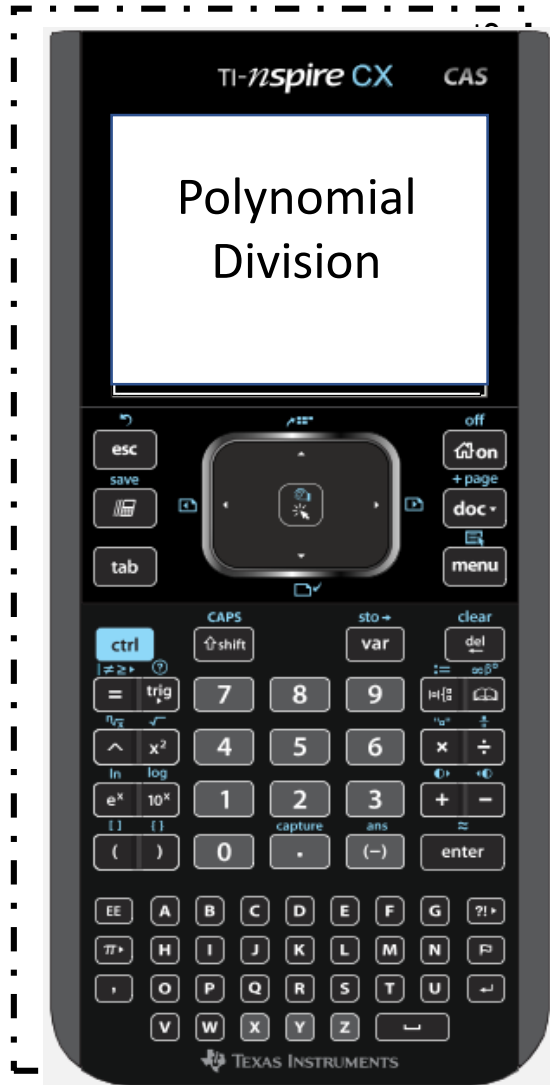 TI-nspire CX CAS
Polynomial
Division
off
esc
on
save
+ page
doc
tab
menu
CAPS
sto→
clear
ctrl
⇧shift
var
del
←
|≠≥▸ ?
:= ∞β°
=
trig
7
8
9
ⁿ√x √
"□"
^
x²
4
5
6
×
÷
ln log
eˣ
10ˣ
1
2
3
+
−
[ ] { }
capture
ans
≈
(
)
0
.
(−)
enter
EE A B C D E F G ?!▸
π▸ H I J K L M N
, O P Q R S T U ↵
V W X Y Z
TEXAS INSTRUMENTS